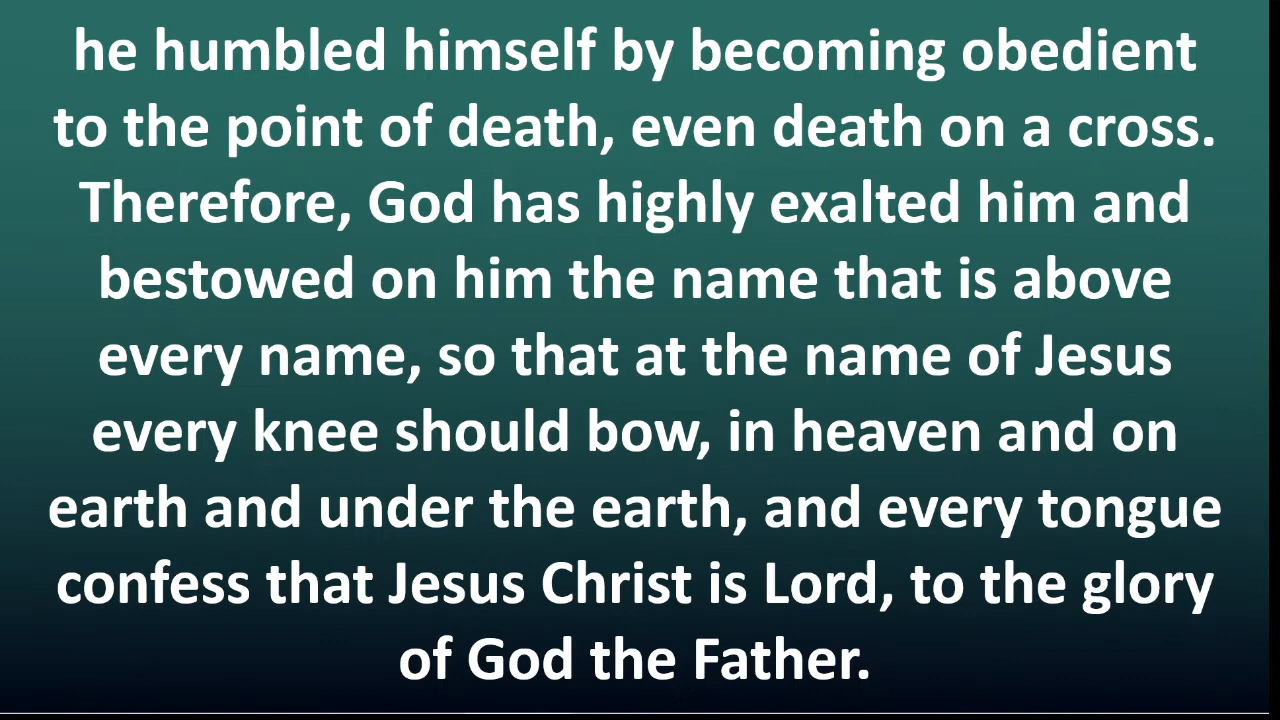 he humbled himself by becoming obedient
to the point of death, even death on a cross.
Therefore, God has highly exalted him and
bestowed on him the name that is above
every name, so that at the name of Jesus
every knee should bow, in heaven and on
earth and under the earth, and every tongue
confess that Jesus Christ is Lord, to the glory
of God the Father.